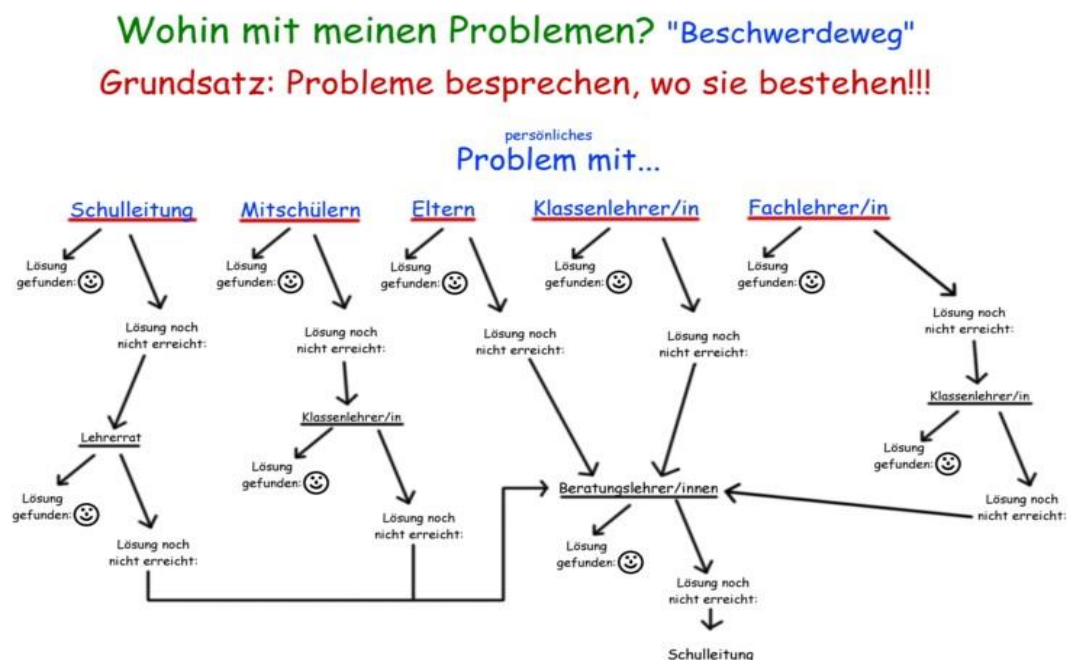 Wohin mit meinen Problemen? "Beschwerdeweg"
Grundsatz: Probleme besprechen, wo sie bestehen!!!
persönliches
Problem mit...
Schulleitung
Mitschülern
Eltern
Klassenlehrer/in
Fachlehrer/in
Lösung
gefunden:
Lösung
gefunden:
Lösung
gefunden:
Lösung
gefunden:
Lösung
gefunden:
Lösung noch
nicht erreicht:
Lösung noch
nicht erreicht:
Lösung noch
nicht erreicht:
Lösung noch
nicht erreicht:
Lösung noch
nicht erreicht:
Lehrerrat
Klassenlehrer/in
Klassenlehrer/in
Lösung
gefunden:
Lösung
gefunden:
Lösung
gefunden:
Lösung noch
nicht erreicht:
Lösung noch
nicht erreicht:
Lösung noch
nicht erreicht:
Beratungslehrer/innen
Lösung
gefunden:
Lösung noch
nicht erreicht:
Schulleitung